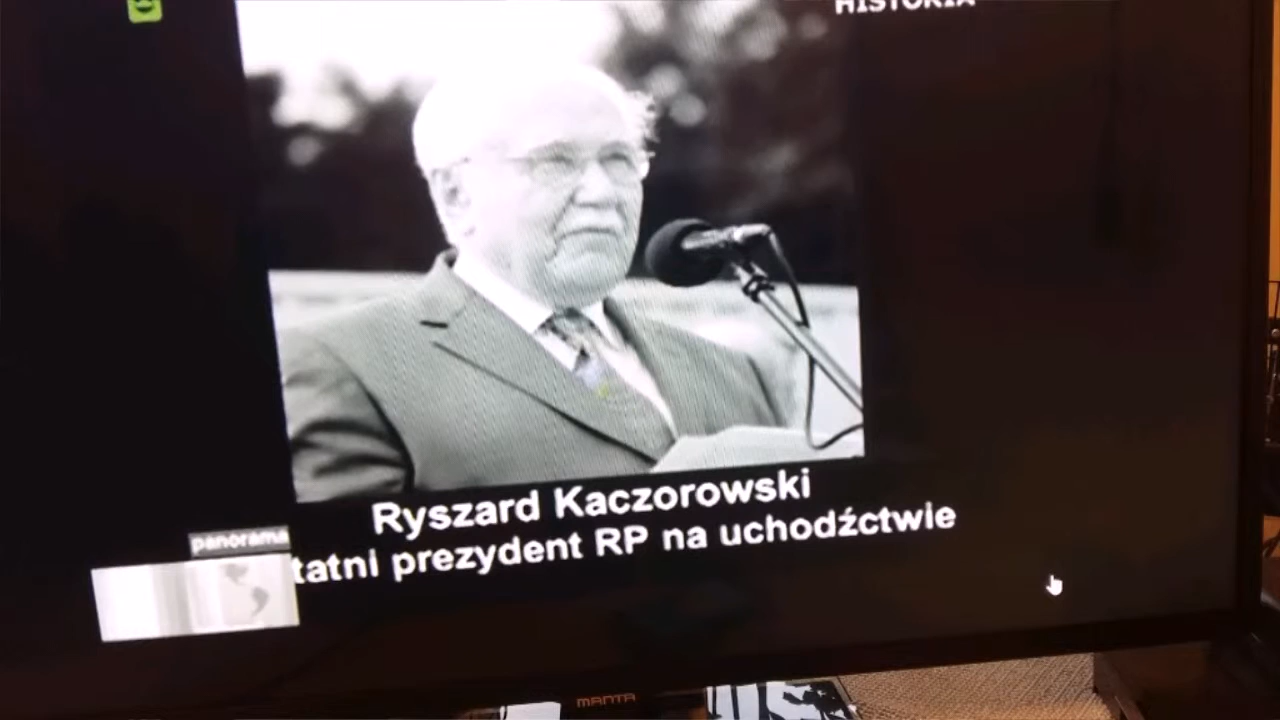 HISTORIA
Ryszard Kaczorowski
tatni prezydent RP na uchodźctwie
panorama
MANTA